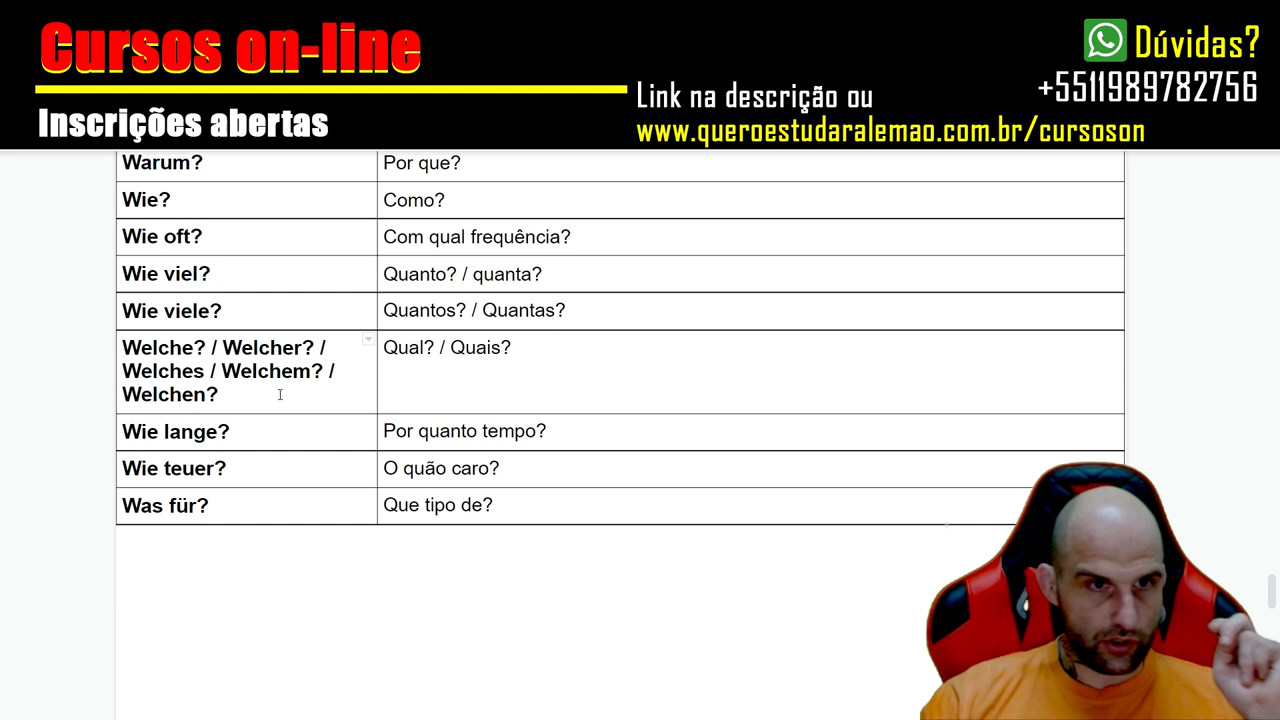 Cursos on-line
Inscrições abertas
Dúvidas?
+5511989782756
Link na descrição ou
www.queroestudaralemao.com.br/cursoson
Warum? Por que?
Wie? Como?
Wie oft? Com qual frequência?
Wie viel? Quanto? / quanta?
Wie viele? Quantos? / Quantas?
Welche? / Welcher? / Qual? / Quais?
Welches / Welchem? /
Welchen?
Wie lange? Por quanto tempo?
Wie teuer? O quão caro?
Was für? Que tipo de?